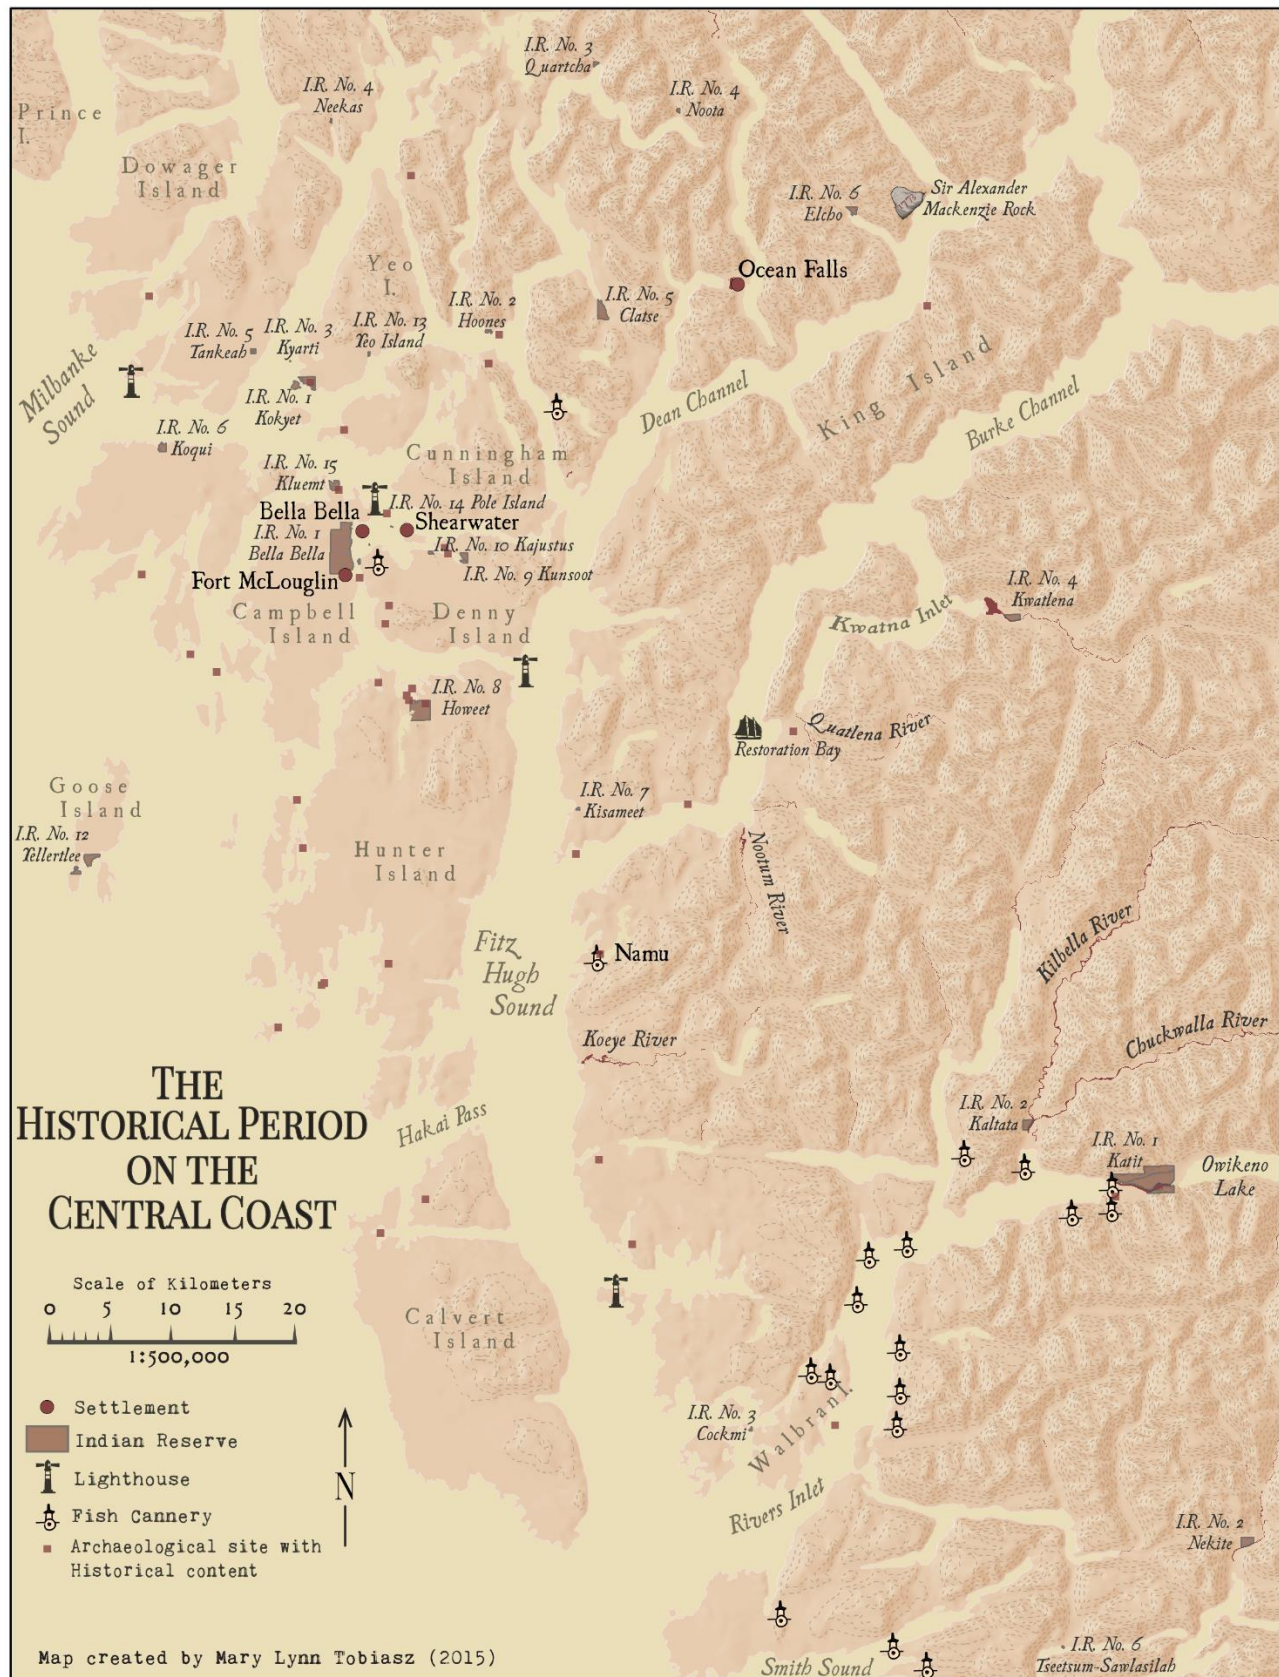 I.R. No. 3
Quartcha
I.R. No. 4
Neekas
I.R. No. 4
Noota
Prince
I.
Dowager
Island
I.R. No. 6
Elcho
Sir Alexander
Mackenzie Rock
Yeo
I.
Ocean Falls
I.R. No. 2
Hoones
I.R. No. 5
Clatse
I.R. No. 5
Tankeah
I.R. No. 3
Kyarti
I.R. No. 13
Yeo Island
Milbanke
Sound
I.R. No. 1
Kokyet
Dean Channel
King Island
Burke Channel
I.R. No. 6
Koqui
I.R. No. 15
Kluemt
Cunningham
Island
I.R. No. 14 Pole Island
Bella Bella
Shearwater
I.R. No. 1
Bella Bella
I.R. No. 10 Kajustus
I.R. No. 9 Kunsoot
Fort McLouglin
Campbell
Island
Denny
Island
I.R. No. 4
Kwatlena
Kwatna Inlet
I.R. No. 8
Howeet
Quatlena River
Restoration Bay
Goose
Island
I.R. No. 12
Yellertlee
I.R. No. 7
Kisameet
Hunter
Island
Nootum River
Kilbella River
Fitz
Hugh
Sound
Namu
Koeye River
Chuckwalla River
Hakai Pass
I.R. No. 2
Kaltata
I.R. No. 1
Katit
Owikeno
Lake
THE
HISTORICAL PERIOD
ON THE
CENTRAL COAST
Scale of Kilometers
0 5 10 15 20
1:500,000
Calvert
Island
I.R. No. 3
Cockmi
Walbran I.
Rivers Inlet
Settlement
Indian Reserve
Lighthouse
Fish Cannery
Archaeological site with
Historical content
N
I.R. No. 2
Nekite
Smith Sound
I.R. No. 6
Tseetsum-Sawlasilah
Map created by Mary Lynn Tobiasz (2015)